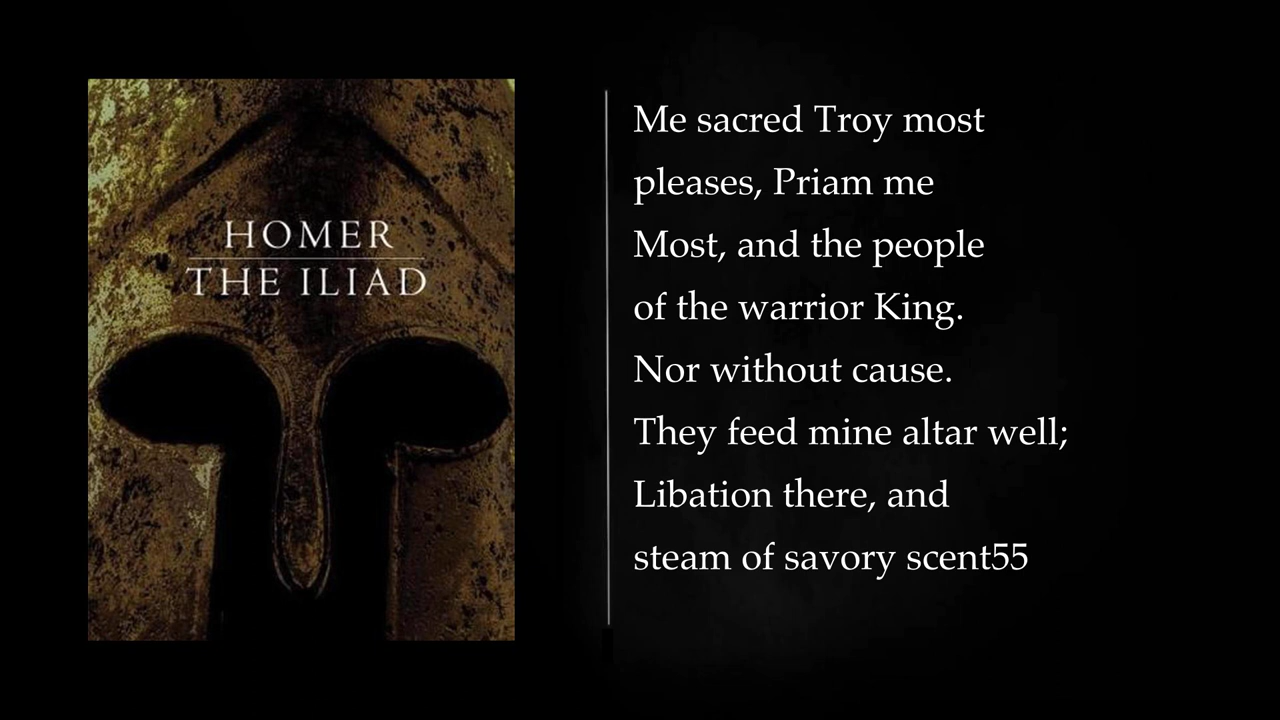 HOMER
THE ILIAD
Me sacred Troy most
pleases, Priam me
Most, and the people
of the warrior King.
Nor without cause.
They feed mine altar well;
Libation there, and
steam of savory scent55